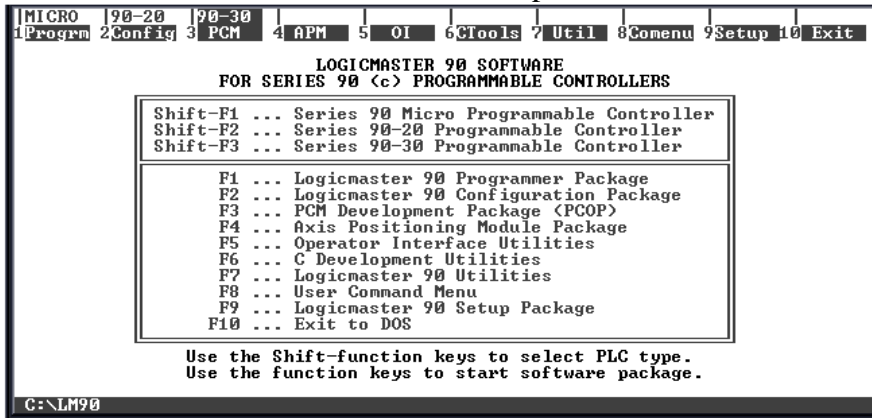 |MICRO |90-20 |90-30 | | | | | | |
1Progrm 2Config 3 PCM 4 APM 5 OI 6CTools 7 Util 8Comenu 9Setup 10 Exit
LOGICMASTER 90 SOFTWARE
FOR SERIES 90 (c) PROGRAMMABLE CONTROLLERS
Shift-F1 ... Series 90 Micro Programmable Controller
Shift-F2 ... Series 90-20 Programmable Controller
Shift-F3 ... Series 90-30 Programmable Controller
F1 ... Logicmaster 90 Programmer Package
F2 ... Logicmaster 90 Configuration Package
F3 ... PCM Development Package (PCOP)
F4 ... Axis Positioning Module Package
F5 ... Operator Interface Utilities
F6 ... C Development Utilities
F7 ... Logicmaster 90 Utilities
F8 ... User Command Menu
F9 ... Logicmaster 90 Setup Package
F10 ... Exit to DOS
Use the Shift-function keys to select PLC type.
Use the function keys to start software package.
C:\LM90